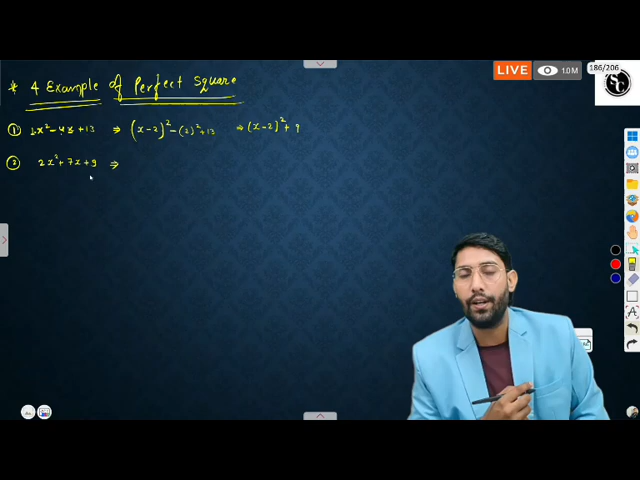 * 4 Example of Perfect Square
LIVE 1.0M 186/206
① 1x² - 4x + 13 ⇒ (x-2)² - (2)² + 13 ⇒ (x-2)² + 9
② 2x² + 7x + 9 ⇒